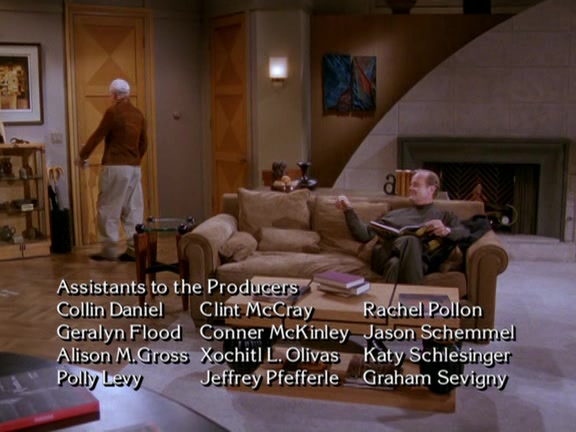 Assistants to the Producers
Collin Daniel Clint McCray Rachel Pollon
Geralyn Flood Conner McKinley Jason Schemmel
Alison M.Gross Xochitl L. Olivas Katy Schlesinger
Polly Levy Jeffrey Pfefferle Graham Sevigny